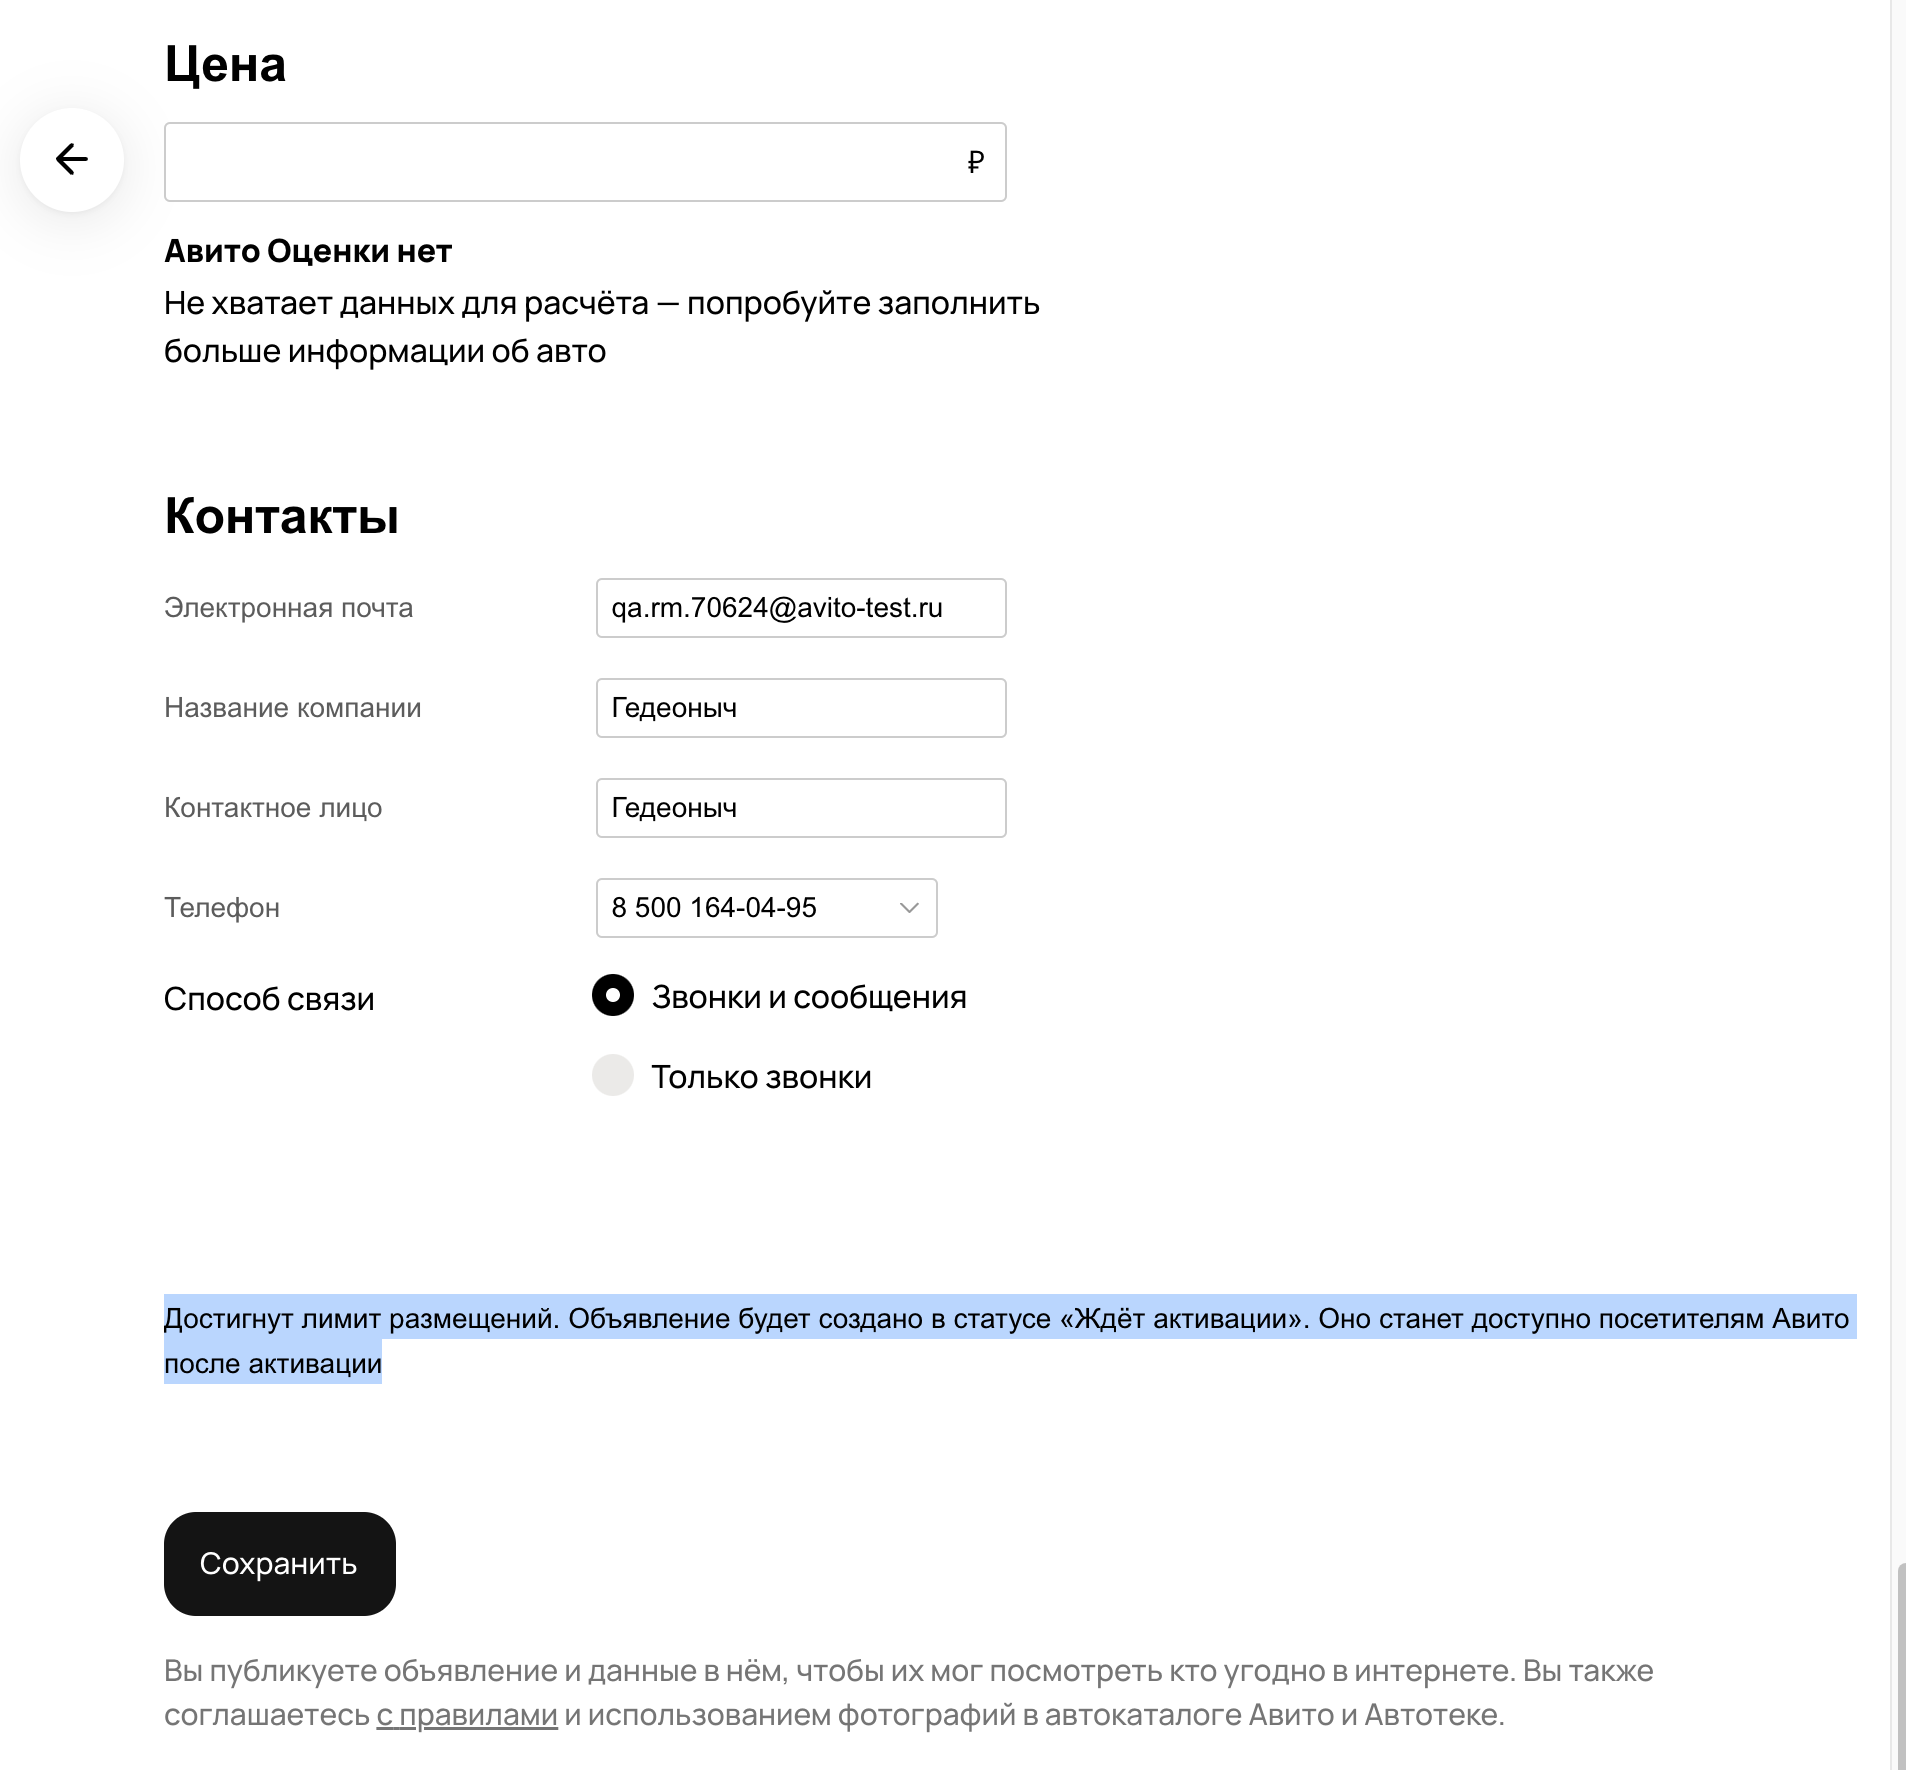 Цена
₽
Авито Оценки нет
Не хватает данных для расчёта — попробуйте заполнить
больше информации об авто
Контакты
Электронная почта qa.rm.70624@avito-test.ru
Название компании Гедеоныч
Контактное лицо Гедеоныч
Телефон 8 500 164-04-95
Способ связи Звонки и сообщения
Только звонки
Достигнут лимит размещений. Объявление будет создано в статусе «Ждёт активации». Оно станет доступно посетителям Авито
после активации
Сохранить
Вы публикуете объявление и данные в нём, чтобы их мог посмотреть кто угодно в интернете. Вы также
соглашаетесь с правилами и использованием фотографий в автокаталоге Авито и Автотеке.